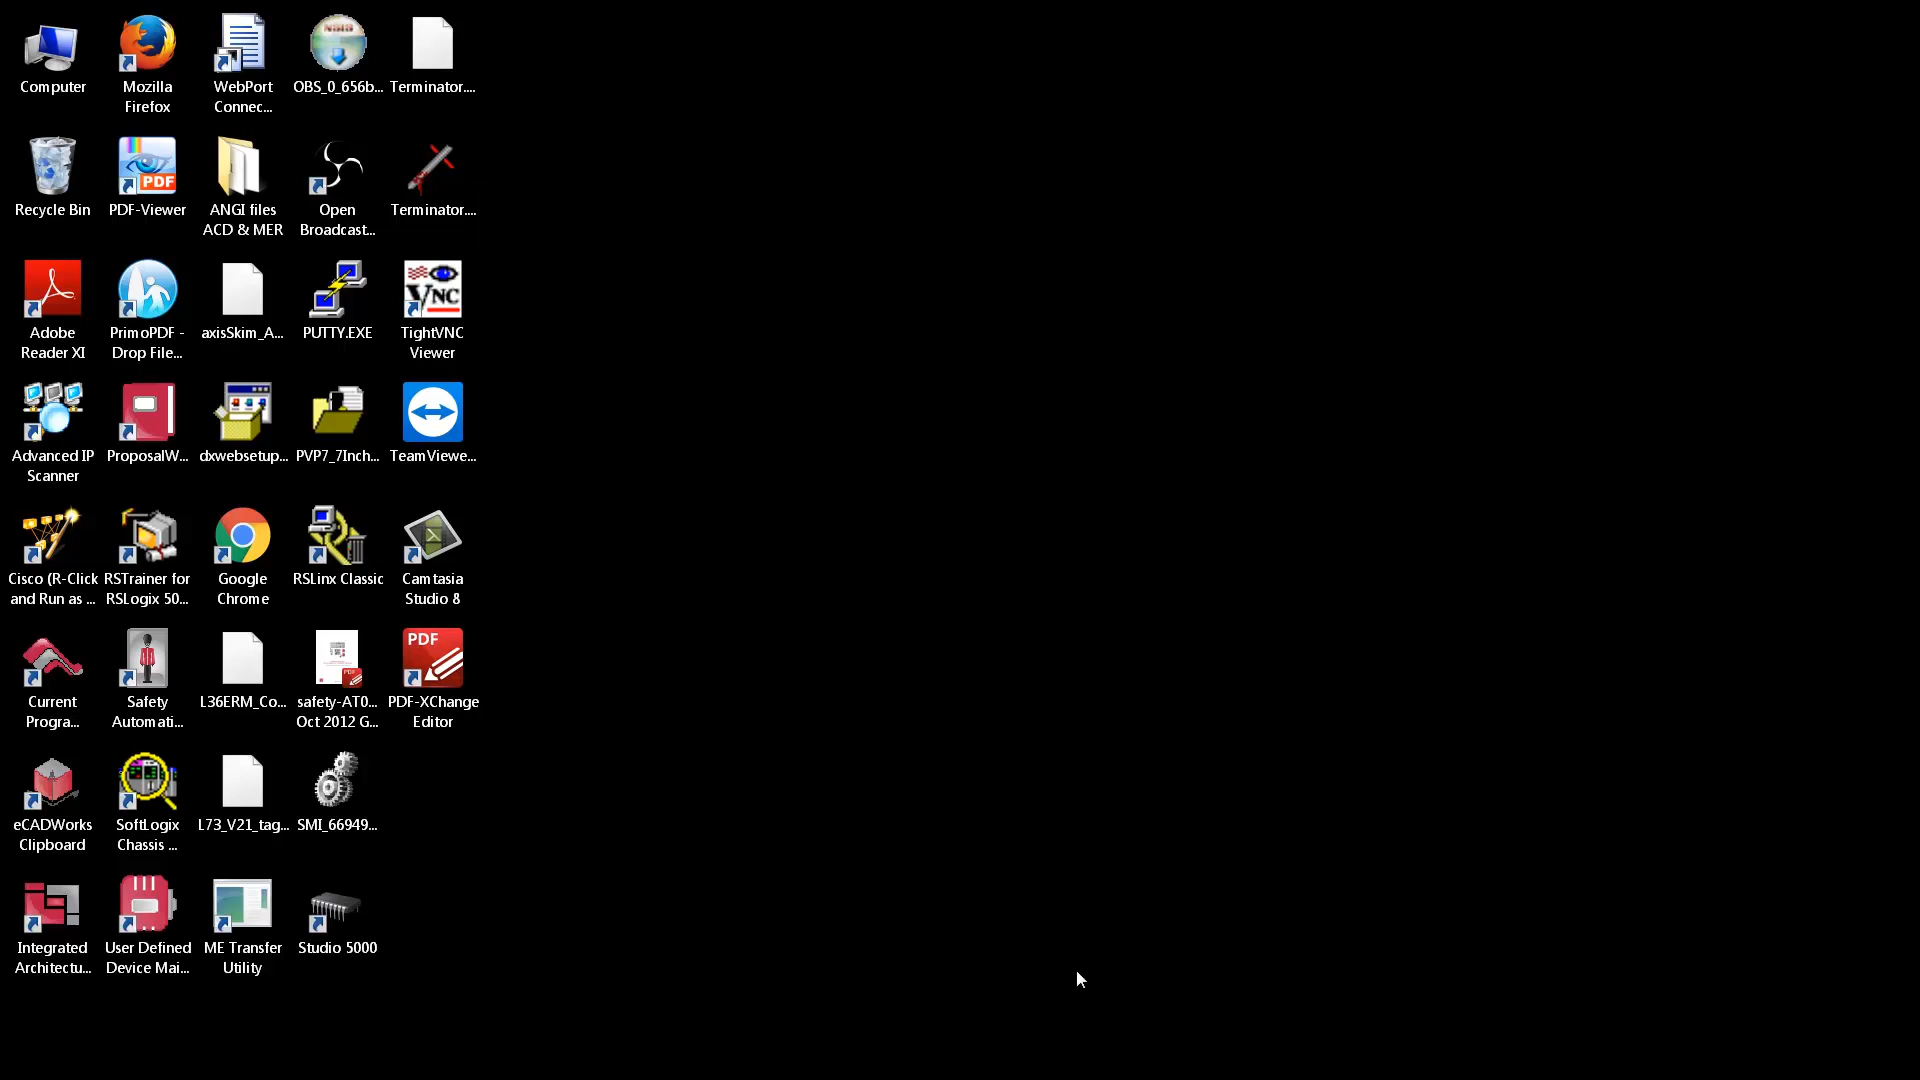 Computer
Mozilla
Firefox
WebPort
Connec...
OBS_0_656b...
Terminator....
Recycle Bin
PDF
PDF-Viewer
ANGI files
ACD & MER
Open
Broadcast...
Terminator....
Adobe
Reader XI
PrimoPDF -
Drop File...
axisSkim_A...
PUTTY.EXE
VNC
TightVNC
Viewer
Advanced IP
Scanner
ProposalW...
dxwebsetup...
PVP7_7Inch...
TeamViewe...
Cisco (R-Click
and Run as ...
RSTrainer for
RSLogix 50...
Google
Chrome
RSLinx Classic
Camtasia
Studio 8
Current
Progra...
Safety
Automati...
L36ERM_Co...
safety-AT0...
Oct 2012 G...
PDF
PDF-XChange
Editor
eCADWorks
Clipboard
SoftLogix
Chassis ...
L73_V21_tag...
SMI_66949...
Integrated
Architectu...
User Defined
Device Mai...
ME Transfer
Utility
Studio 5000